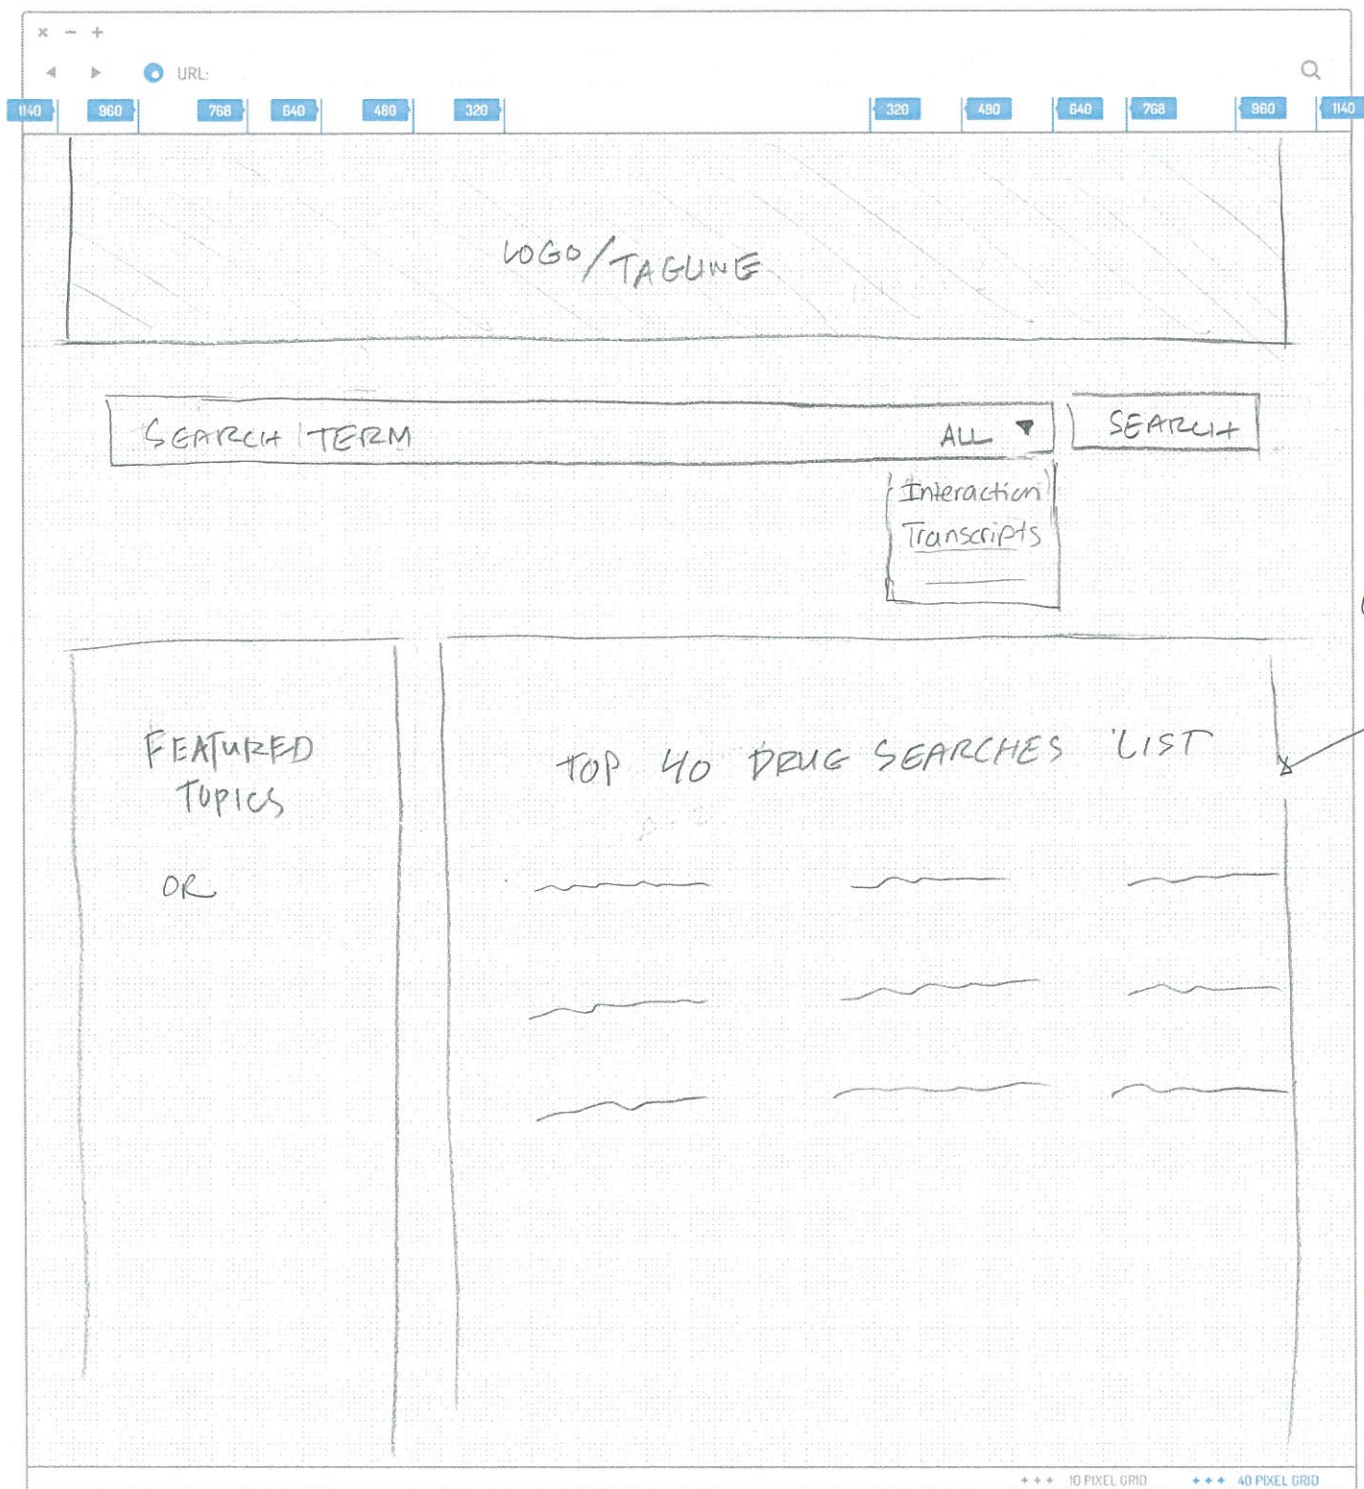 × − +
URL:
1140 960 768 640 480 320 320 480 640 768 960 1140
LOGO/TAGLINE
SEARCH TERM ALL ▼ SEARCH
Interaction
Transcripts
FEATURED
TOPICS
OR
TOP 40 DRUG SEARCHES LIST
+++ 10 PIXEL GRID +++ 40 PIXEL GRID